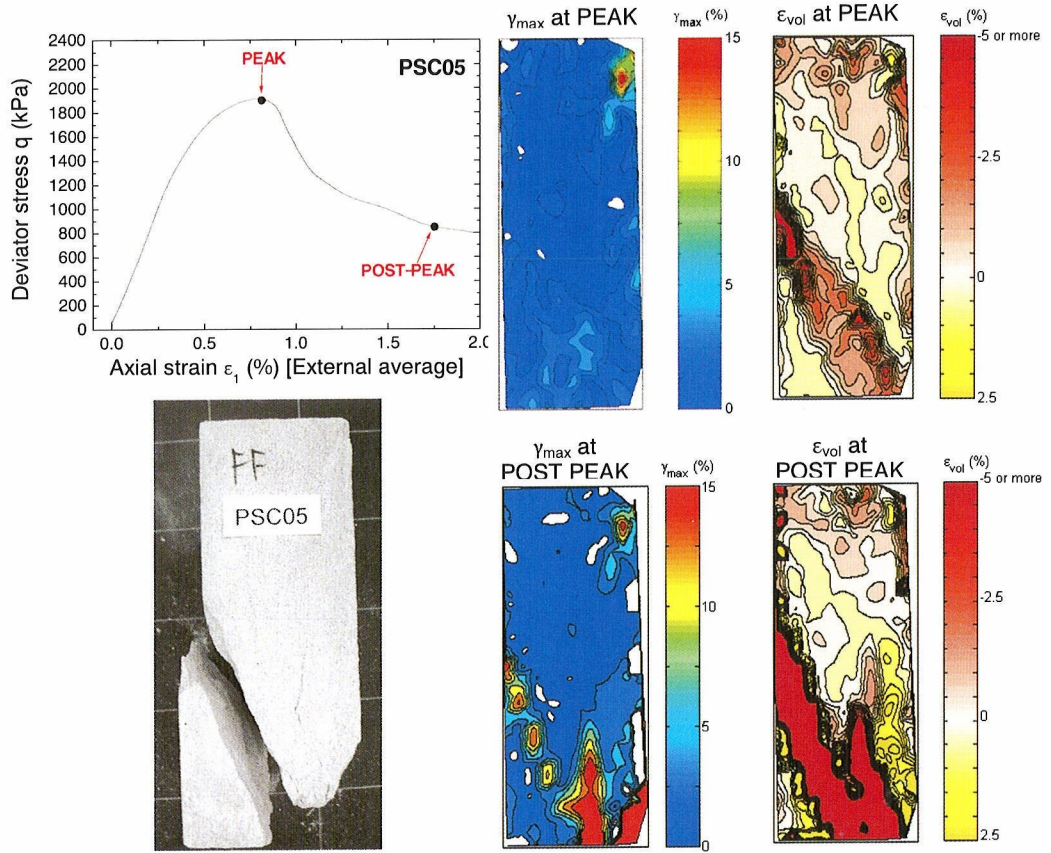 2400
2200
2000
1800
1600
1400
1200
1000
800
600
400
200
0
Deviator stress q (kPa)
PEAK
PSC05
POST-PEAK
0.0 0.5 1.0 1.5 2.0
Axial strain ε1 (%) [External average]
γmax at PEAK
γmax (%)
15
10
5
0
εvol at PEAK
εvol (%)
-5 or more
-2.5
0
2.5
FF
PSC05
γmax at
POST PEAK
γmax (%)
15
10
5
0
εvol at
POST PEAK
εvol (%)
-5 or more
-2.5
0
2.5